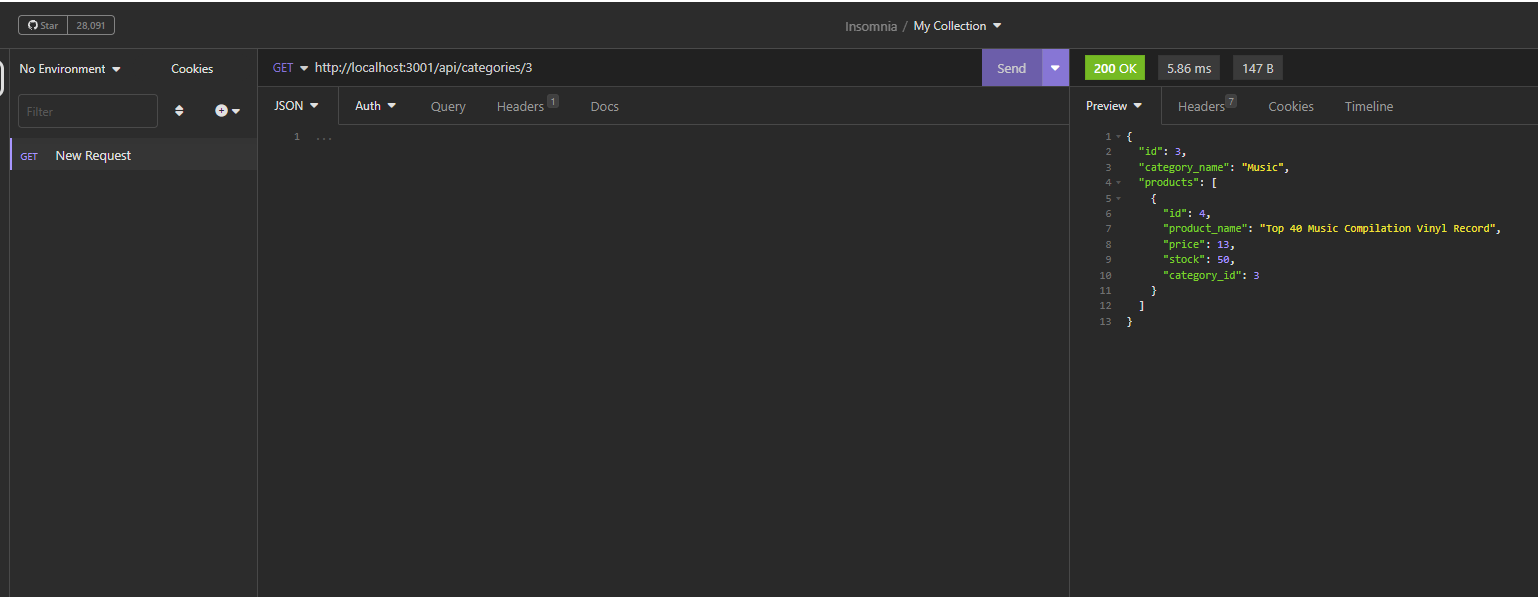 Star 28,091
Insomnia / My Collection
No Environment Cookies
GET http://localhost:3001/api/categories/3 Send
200 OK 5.86 ms 147 B
Filter
JSON Auth Query Headers 1 Docs
Preview Headers 7 Cookies Timeline
GET New Request
1 ...
1 {
2 "id": 3,
3 "category_name": "Music",
4 "products": [
5 {
6 "id": 4,
7 "product_name": "Top 40 Music Compilation Vinyl Record",
8 "price": 13,
9 "stock": 50,
10 "category_id": 3
11 }
12 ]
13 }